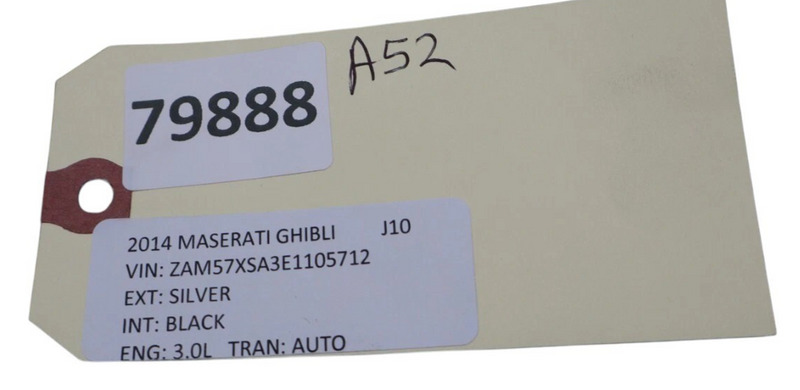 A52
79888
2014 MASERATI GHIBLI J10
VIN: ZAM57XSA3E1105712
EXT: SILVER
INT: BLACK
ENG: 3.0L TRAN: AUTO